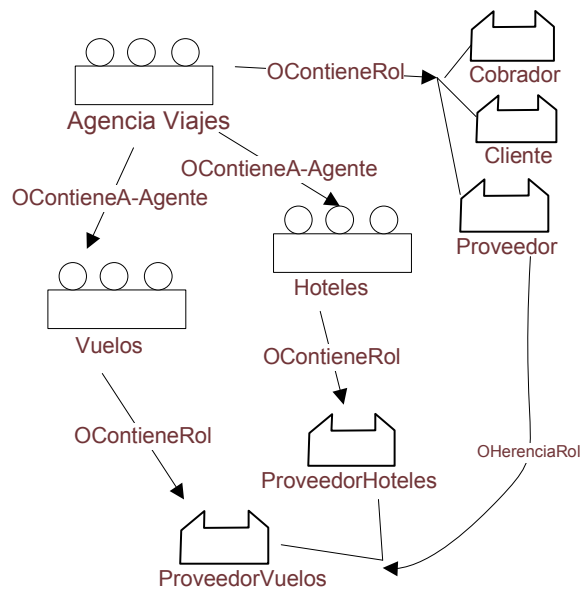 OContieneRol
Cobrador
Agencia Viajes
Cliente
OContieneA-Agente
OContieneA-Agente
Proveedor
Hoteles
Vuelos
OContieneRol
OContieneRol
OHerenciaRol
ProveedorHoteles
ProveedorVuelos